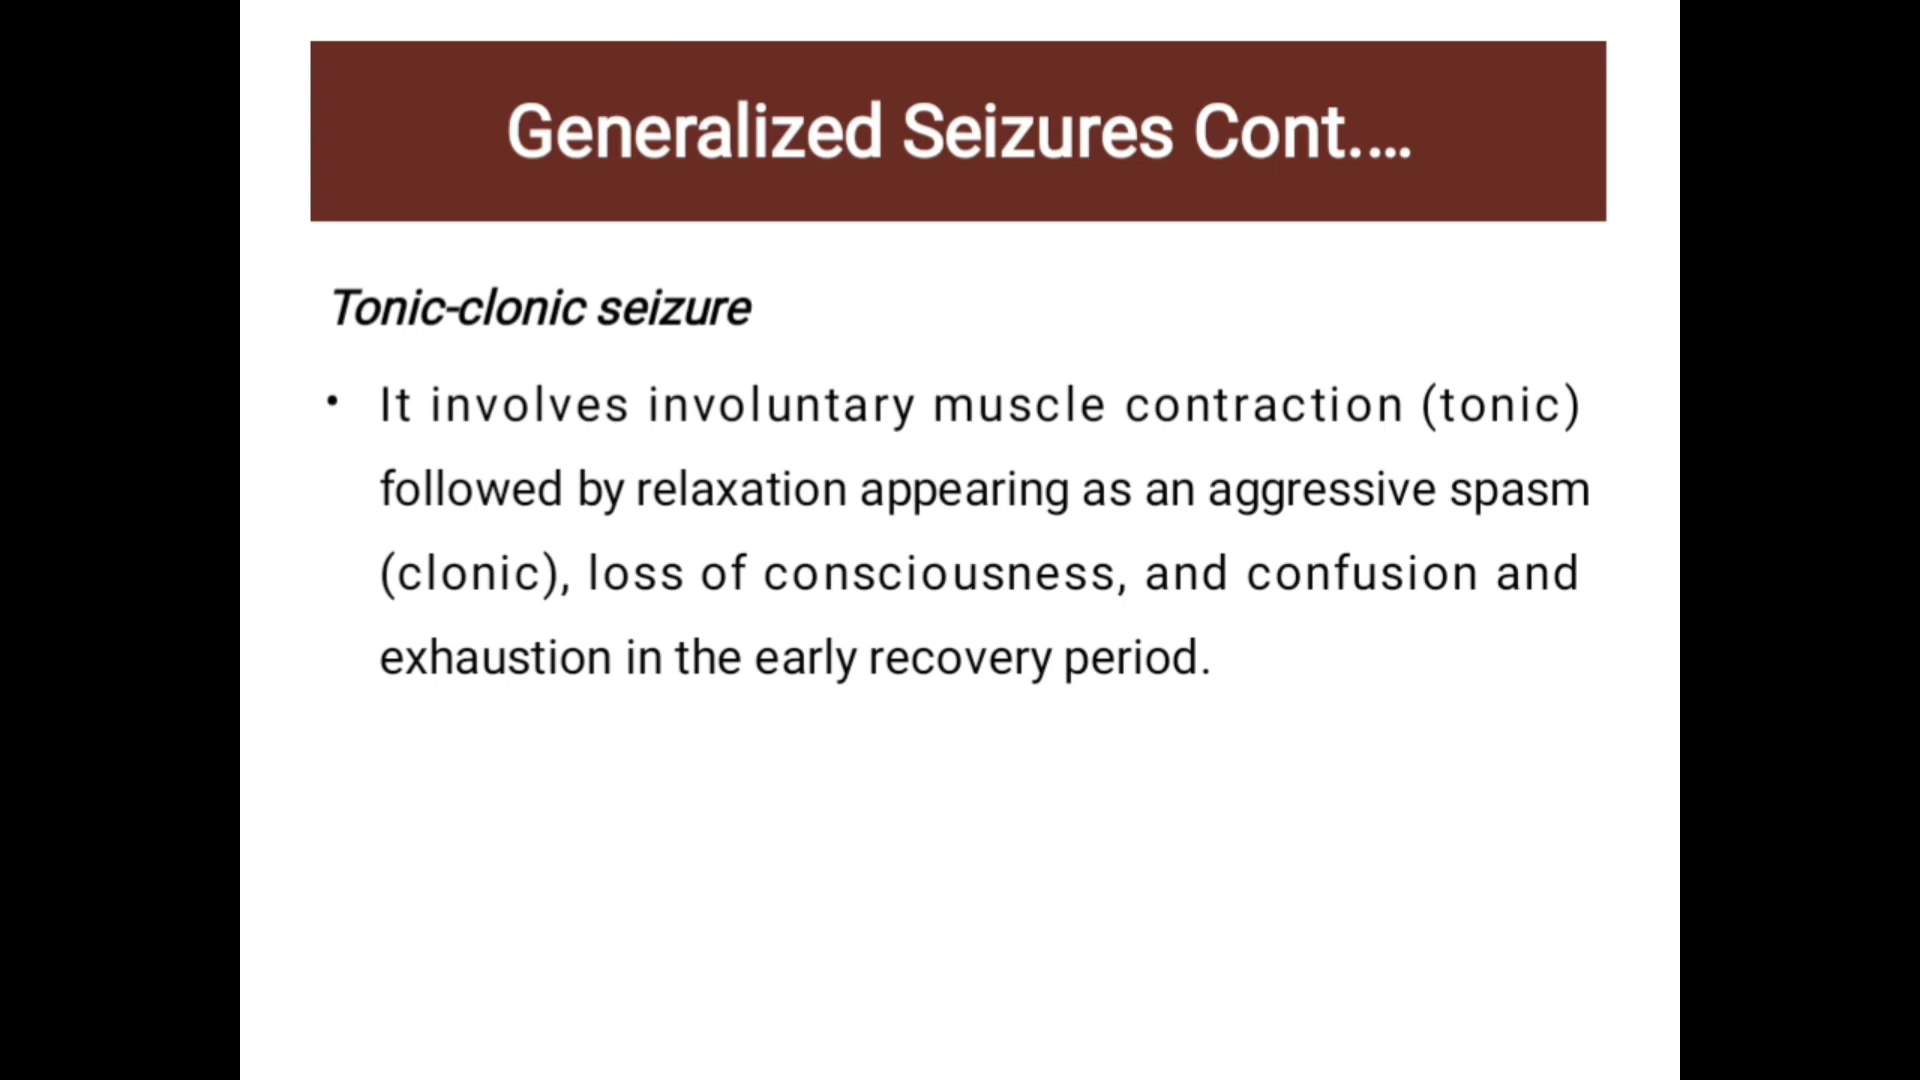 Generalized Seizures Cont....
Tonic-clonic seizure
• It involves involuntary muscle contraction (tonic)
followed by relaxation appearing as an aggressive spasm
(clonic), loss of consciousness, and confusion and
exhaustion in the early recovery period.